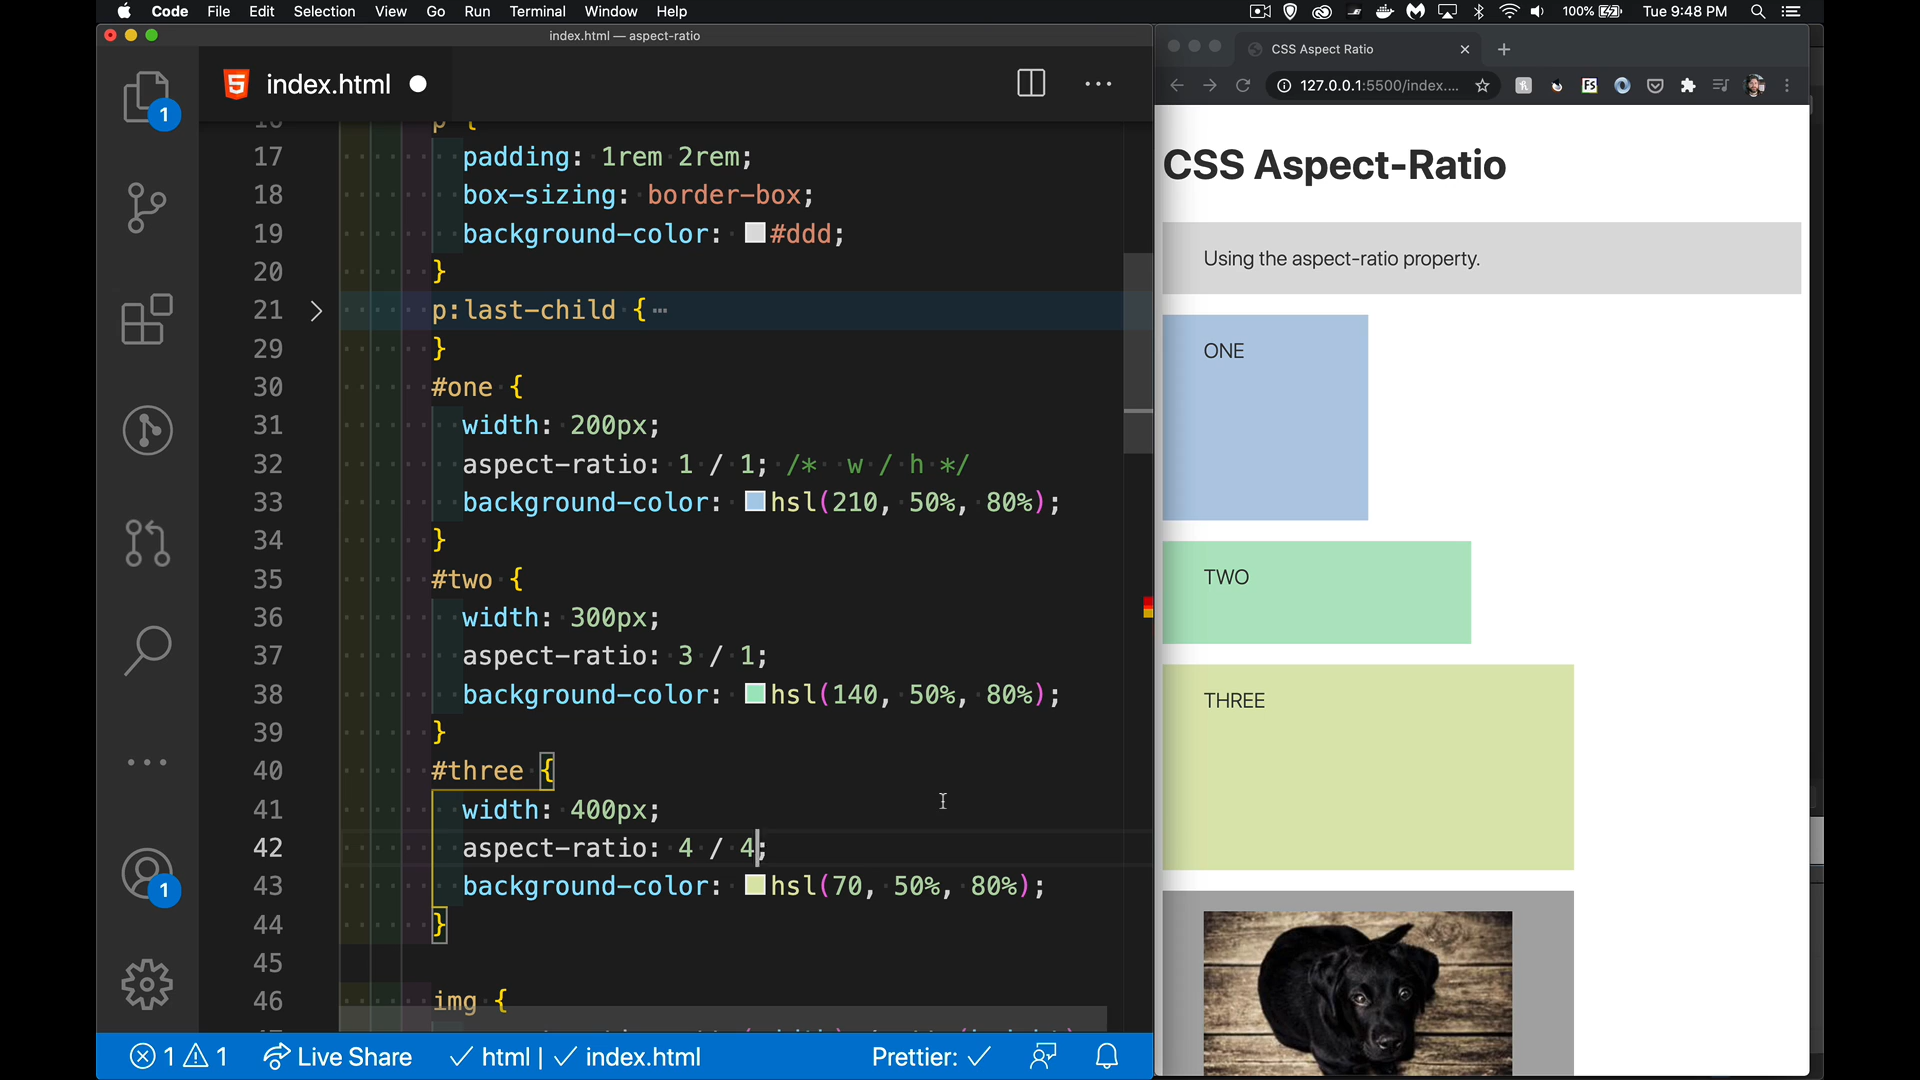 Code File Edit Selection View Go Run Terminal Window Help
100% Tue 9:48 PM
index.html — aspect-ratio
index.html
1
16 p {
17 padding: 1rem 2rem;
18 box-sizing: border-box;
19 background-color: #ddd;
20 }
21 p:last-child {
29 }
30 #one {
31 width: 200px;
32 aspect-ratio: 1 / 1; /* w / h */
33 background-color: hsl(210, 50%, 80%);
34 }
35 #two {
36 width: 300px;
37 aspect-ratio: 3 / 1;
38 background-color: hsl(140, 50%, 80%);
39 }
40 #three {
41 width: 400px;
42 aspect-ratio: 4 / 4;
43 background-color: hsl(70, 50%, 80%);
44 }
45
46 img {
1
1 1 Live Share html | index.html Prettier:
CSS Aspect Ratio
127.0.0.1:5500/index....
CSS Aspect-Ratio
Using the aspect-ratio property.
ONE
TWO
THREE